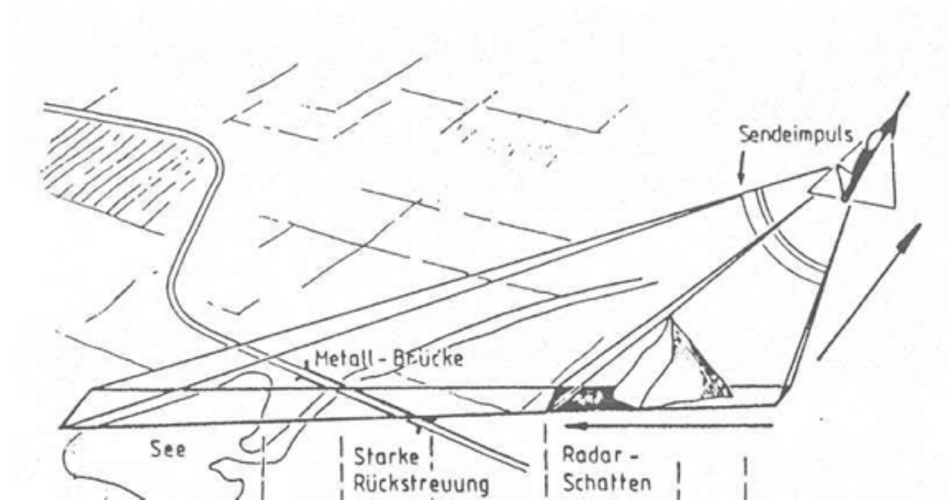 Sendeimpuls
Metall-Brücke
See
Starke
Rückstreuung
Radar-
Schatten